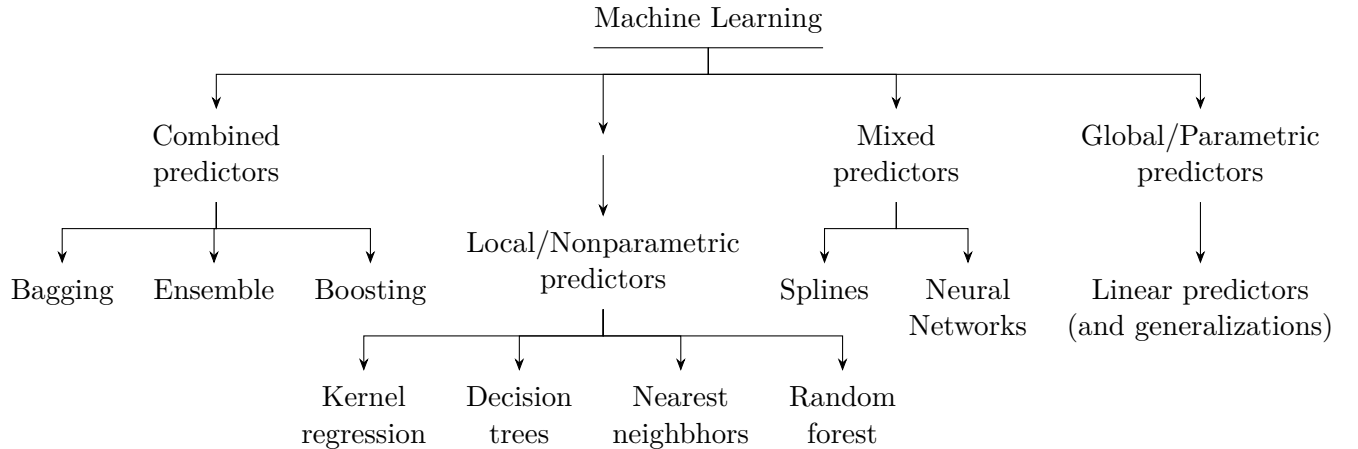 Machine Learning
Combined
predictors
Mixed
predictors
Global/Parametric
predictors
Local/Nonparametric
predictors
Bagging
Ensemble
Boosting
Splines
Neural
Networks
Linear predictors
(and generalizations)
Kernel
regression
Decision
trees
Nearest
neighbhors
Random
forest